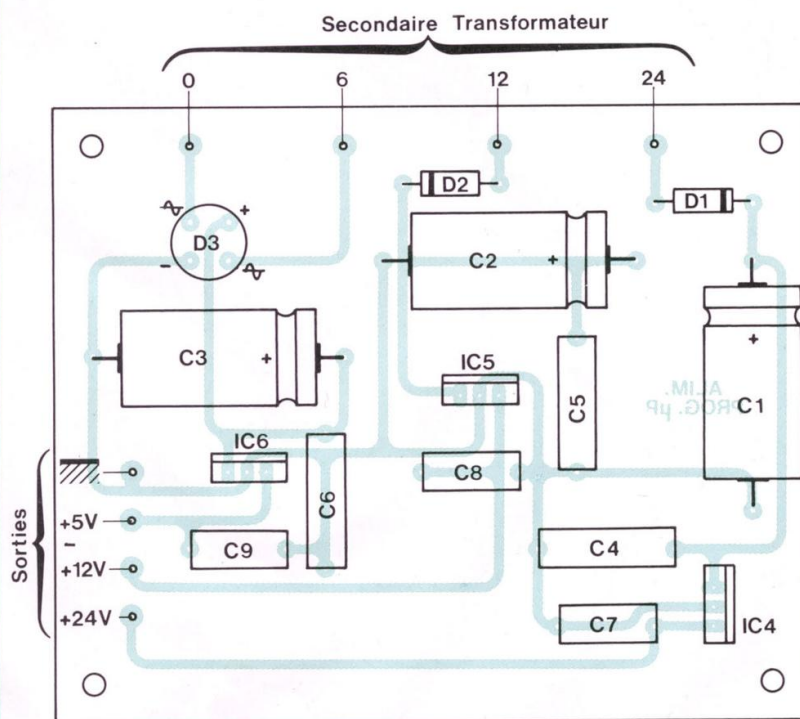 Secondaire Transformateur
0 6 12 24
D2
D1
+
D3
-
C2 +
C3 +
IC5
+
C1
C5
ALIM.
PROG. µP
IC6
C8
C6
Sorties
+5V
-
+12V
+24V
C9
C4
C7
IC4